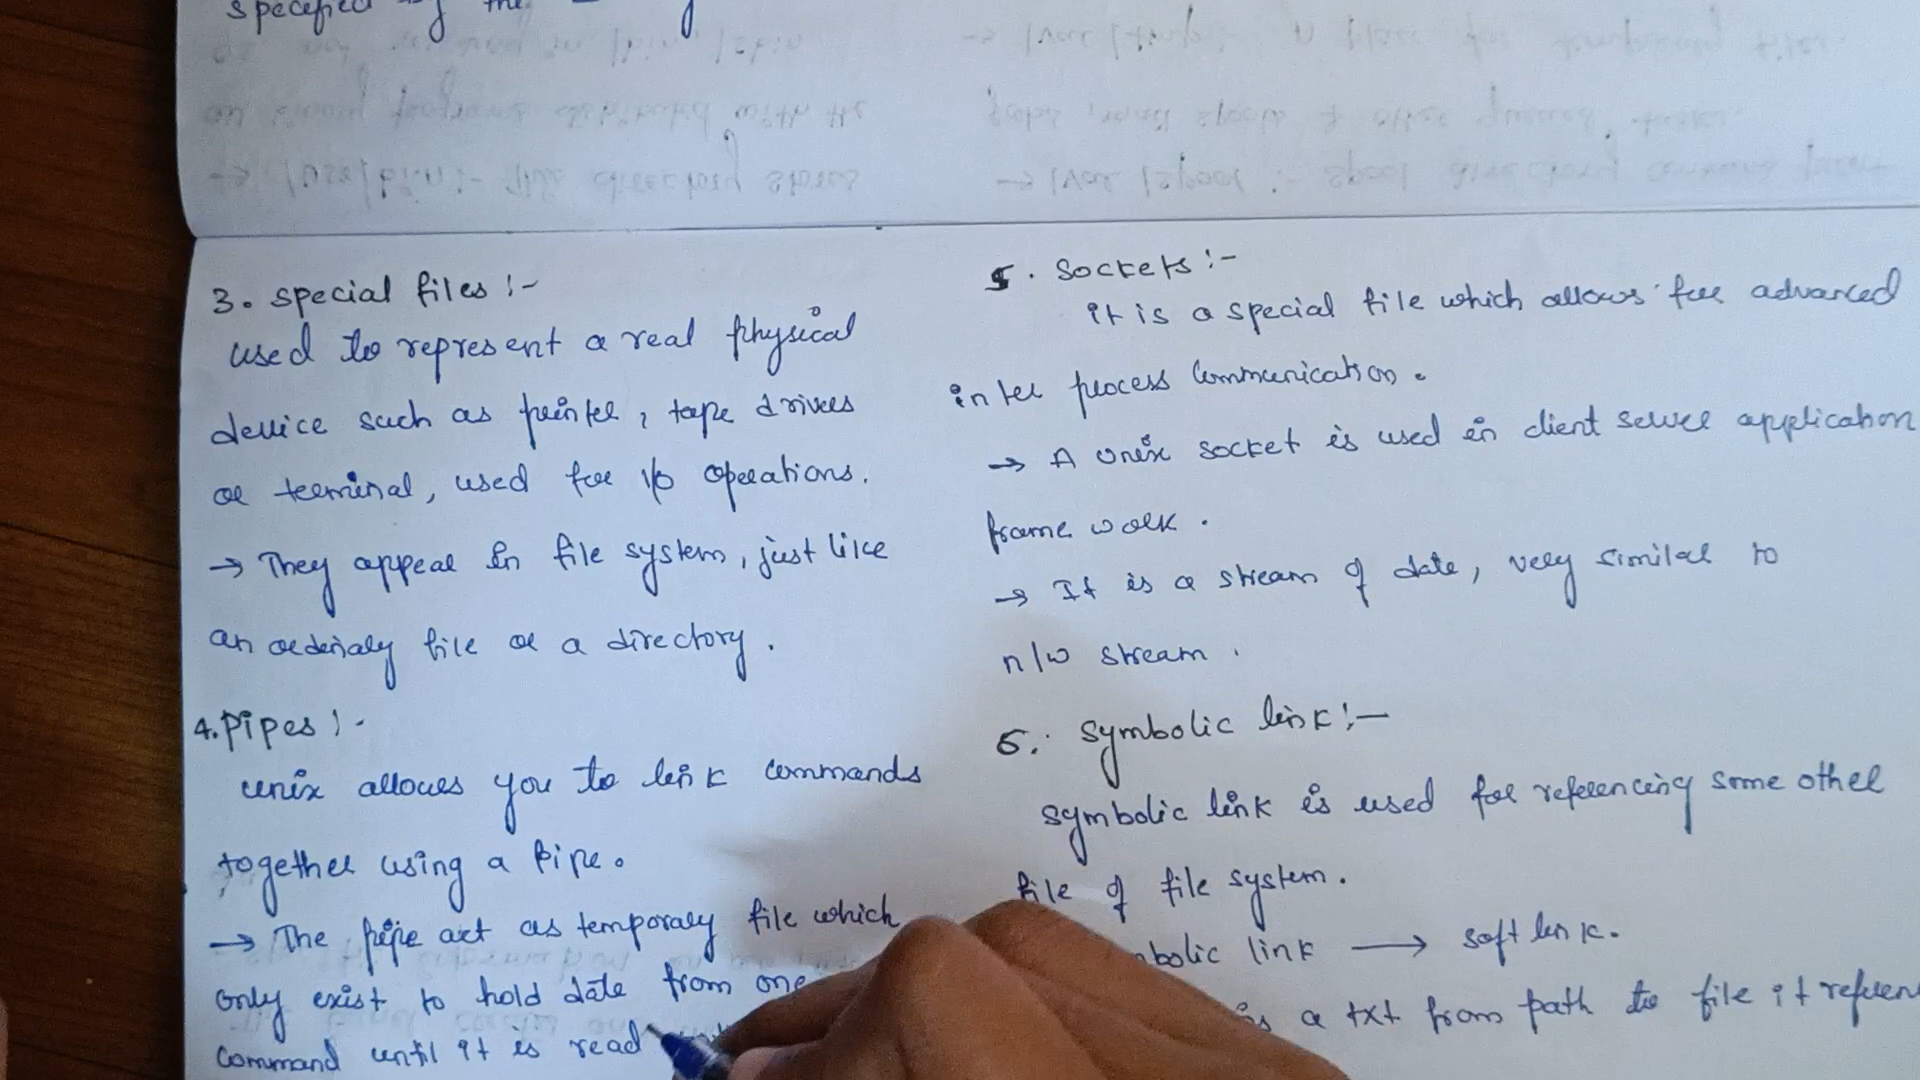 specified by the
3. special files :-
used to represent a real physical
device such as printer, tape drives
or terminal, used for i/o operations.
→ They appear in file system, just like
an ordinary file or a directory.
4. Pipes :-
unix allows you to link commands
together using a pipe.
→ The pipe act as temporary file which
only exist to hold date from one
command until it is read
5. Sockets :-
it is a special file which allows for advanced
inter process communication.
→ A unix socket is used in client server application
frame work.
→ It is a stream of date, very similar to
n/w stream.
6. Symbolic link :-
symbolic link is used for referencing some other
file of file system.
bolic link → soft link.
is a txt from path to file it referen